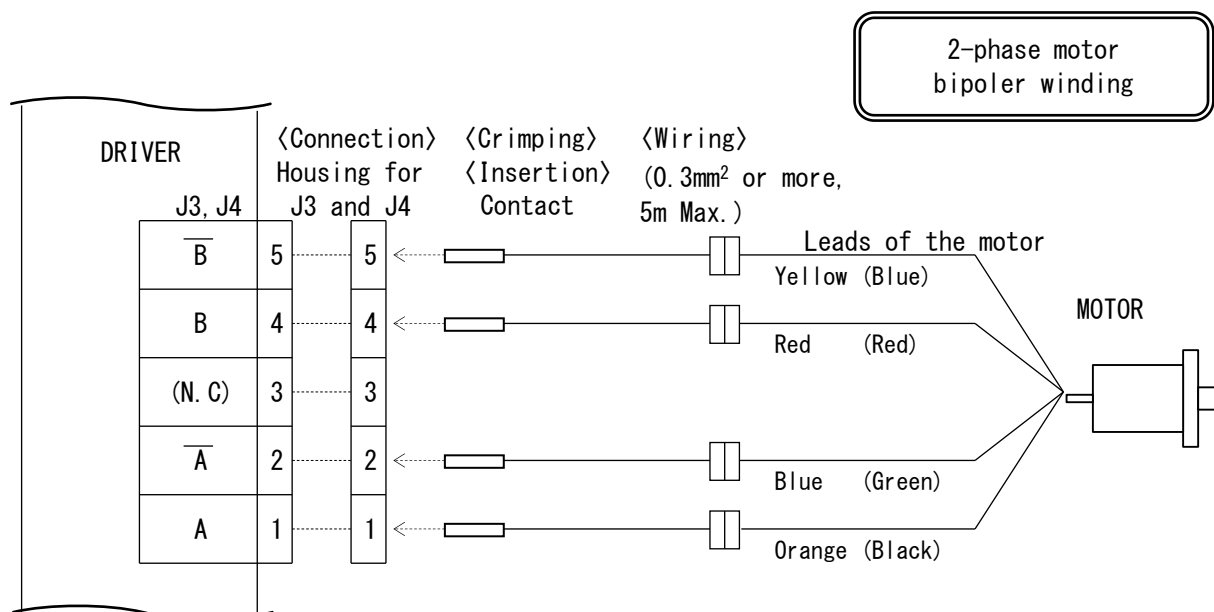 2-phase motor
bipoler winding
DRIVER
〈Connection〉 〈Crimping〉 〈Wiring〉
Housing for 〈Insertion〉 (0.3mm² or more,
J3, J4 J3 and J4 Contact 5m Max.)
Leads of the motor
B̅ 5 5
Yellow (Blue)
MOTOR
B 4 4
Red (Red)
(N.C) 3 3
A̅ 2 2
Blue (Green)
A 1 1
Orange (Black)